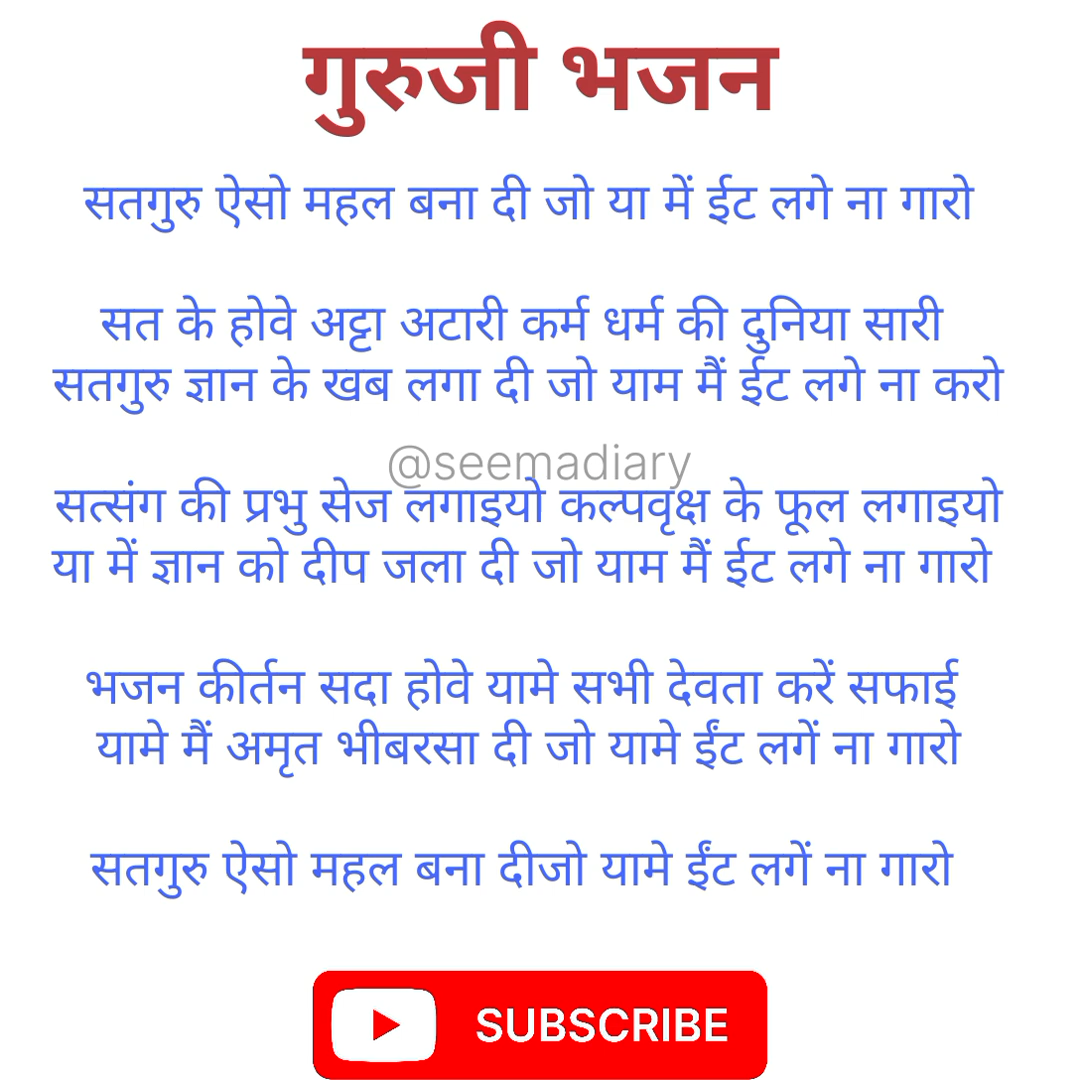 गुरुजी भजन
सतगुरु ऐसो महल बना दी जो या में ईट लगे ना गारो
सत के होवे अट्टा अटारी कर्म धर्म की दुनिया सारी
सतगुरु ज्ञान के खब लगा दी जो याम मैं ईट लगे ना करो
@seemadiary
सत्संग की प्रभु सेज लगाइयो कल्पवृक्ष के फूल लगाइयो
या में ज्ञान को दीप जला दी जो याम मैं ईट लगे ना गारो
भजन कीर्तन सदा होवे यामे सभी देवता करें सफाई
यामे मैं अमृत भीबरसा दी जो यामे ईंट लगें ना गारो
सतगुरु ऐसो महल बना दीजो यामे ईंट लगें ना गारो
SUBSCRIBE